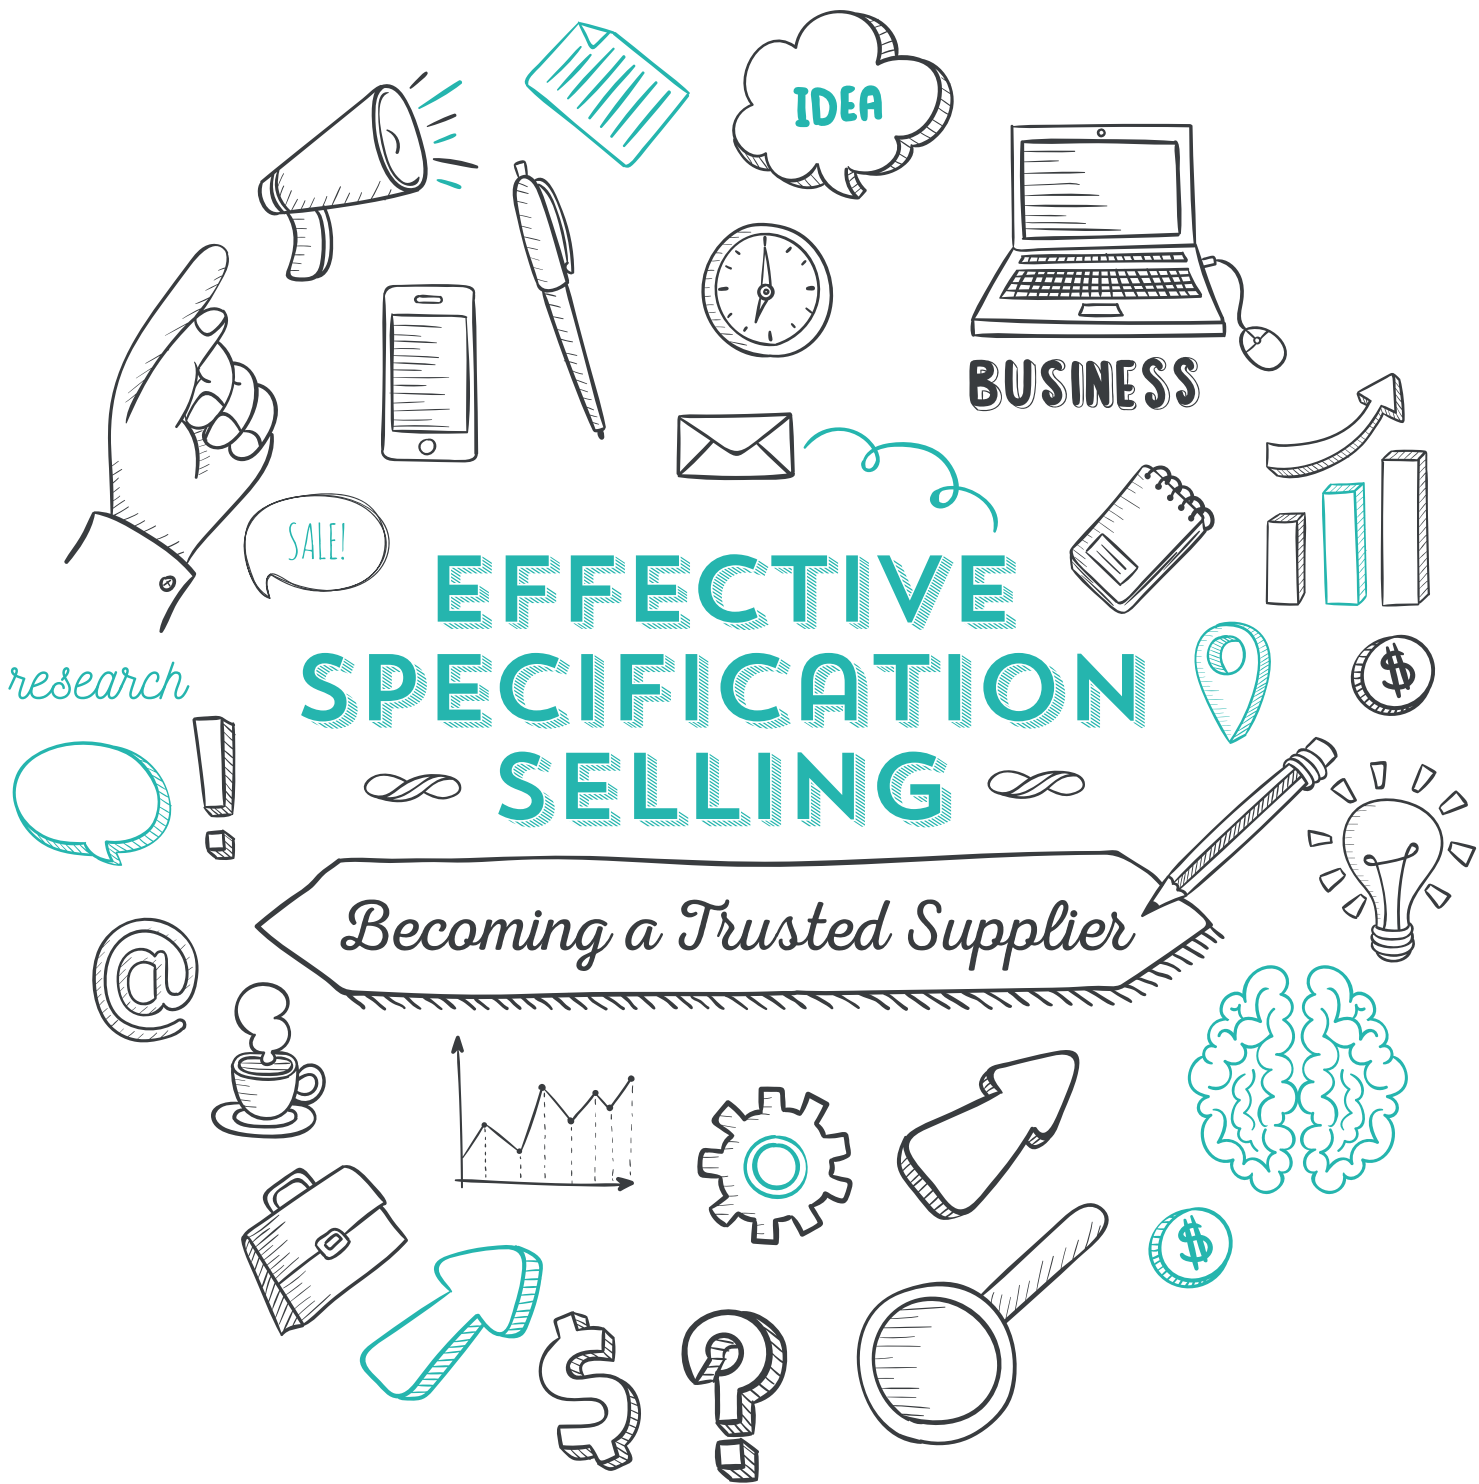 IDEA
BUSINESS
SALE!
EFFECTIVE
SPECIFICATION
SELLING
research
Becoming a Trusted Supplier
@
$
$
$
!
?